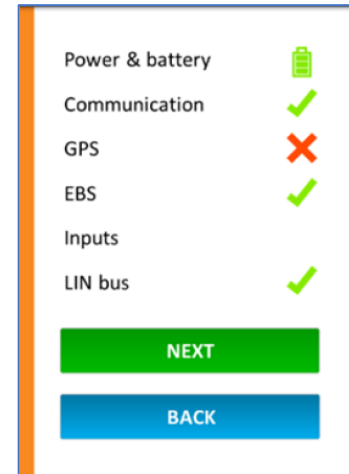 Power & battery
Communication
GPS
EBS
Inputs
LIN bus
NEXT
BACK